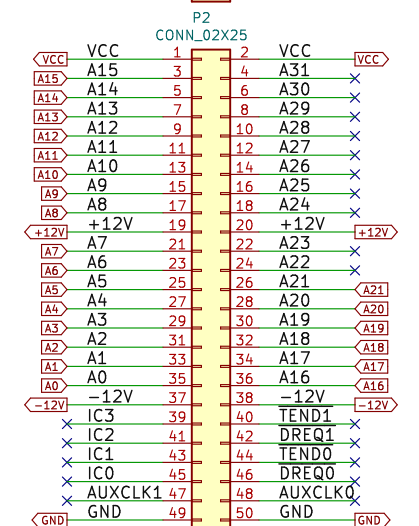 P2
CONN_02X25
VCC VCC 1 2 VCC VCC
A15 A15 3 4 A31
A14 A14 5 6 A30
A13 A13 7 8 A29
A12 A12 9 10 A28
A11 A11 11 12 A27
A10 A10 13 14 A26
A9 A9 15 16 A25
A8 A8 17 18 A24
+12V +12V 19 20 +12V +12V
A7 A7 21 22 A23
A6 A6 23 24 A22
A5 A5 25 26 A21 A21
A4 A4 27 28 A20 A20
A3 A3 29 30 A19 A19
A2 A2 31 32 A18 A18
A1 A1 33 34 A17 A17
A0 A0 35 36 A16 A16
-12V -12V 37 38 -12V -12V
IC3 39 40 TEND1
IC2 41 42 DREQ1
IC1 43 44 TEND0
IC0 45 46 DREQ0
AUXCLK1 47 48 AUXCLK0
GND GND 49 50 GND GND